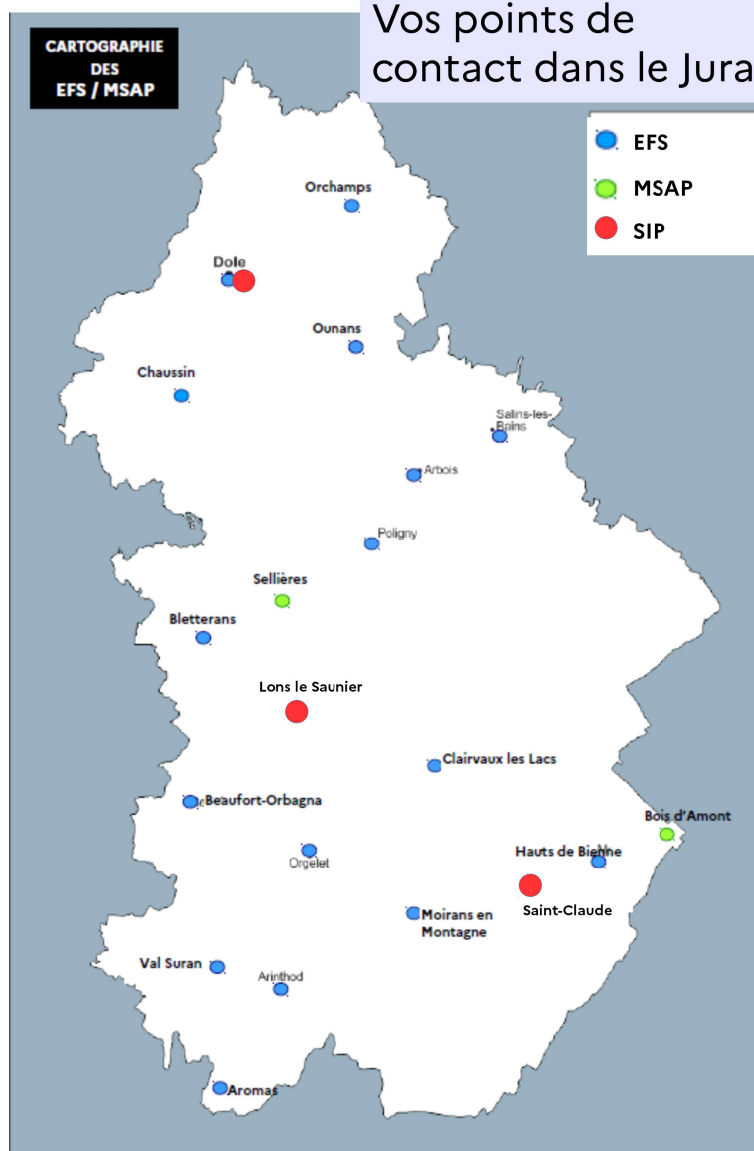 Vos points de
contact dans le Jura
CARTOGRAPHIE
DES
EFS / MSAP
EFS
MSAP
SIP
Orchamps
Dole
Ounans
Chaussin
Salins-les-
Bains
Arbois
Poligny
Sellières
Bletterans
Lons le Saunier
Clairvaux les Lacs
Beaufort-Orbagna
Bois d'Amont
Orgelet
Hauts de Bienne
Saint-Claude
Moirans en
Montagne
Val Suran
Arinthod
Aromas